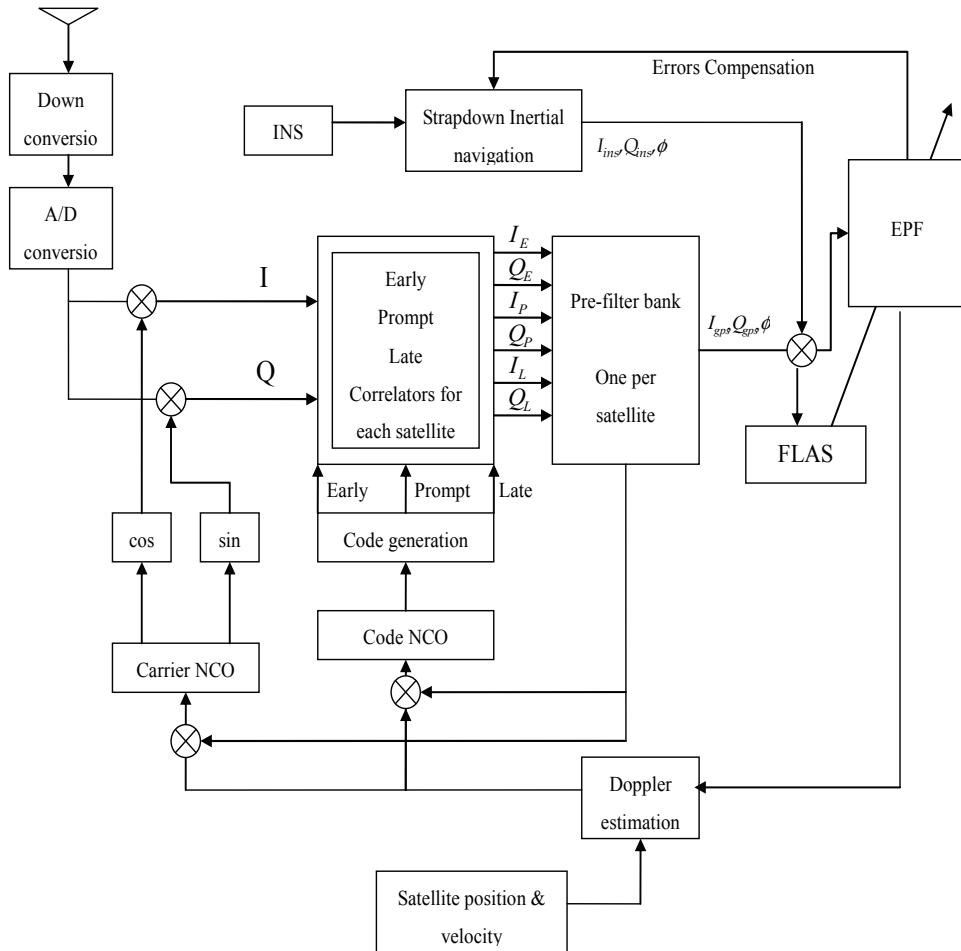 Errors Compensation
Down
conversio
INS
Strapdown Inertial
navigation
I_ins, Q_ins, ϕ
A/D
conversio
EPF
I
Q
Early
Prompt
Late
Correlators for
each satellite
I_E
Q_E
I_P
Q_P
I_L
Q_L
Pre-filter bank
One per
satellite
I_gps, Q_gps, ϕ
FLAS
Early
Prompt
Late
cos
sin
Code generation
Code NCO
Carrier NCO
Doppler
estimation
Satellite position &
velocity